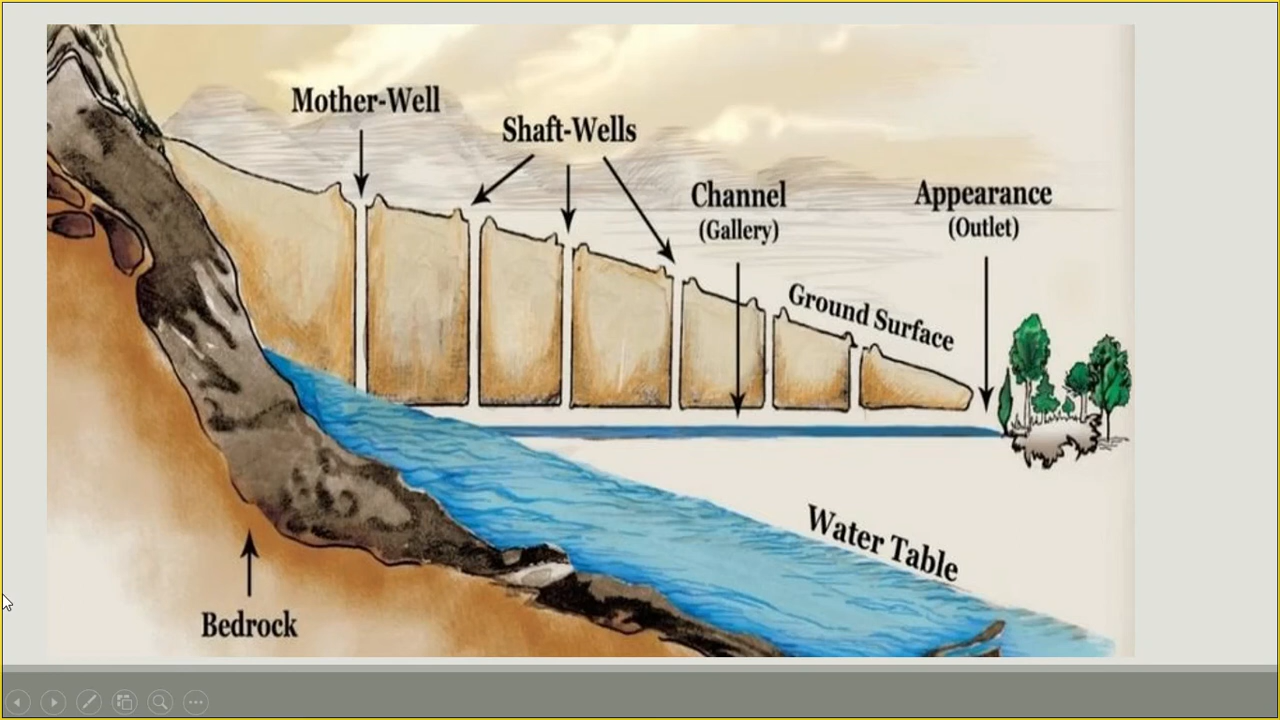 Mother-Well
Shaft-Wells
Channel
(Gallery)
Appearance
(Outlet)
Ground Surface
Water Table
Bedrock